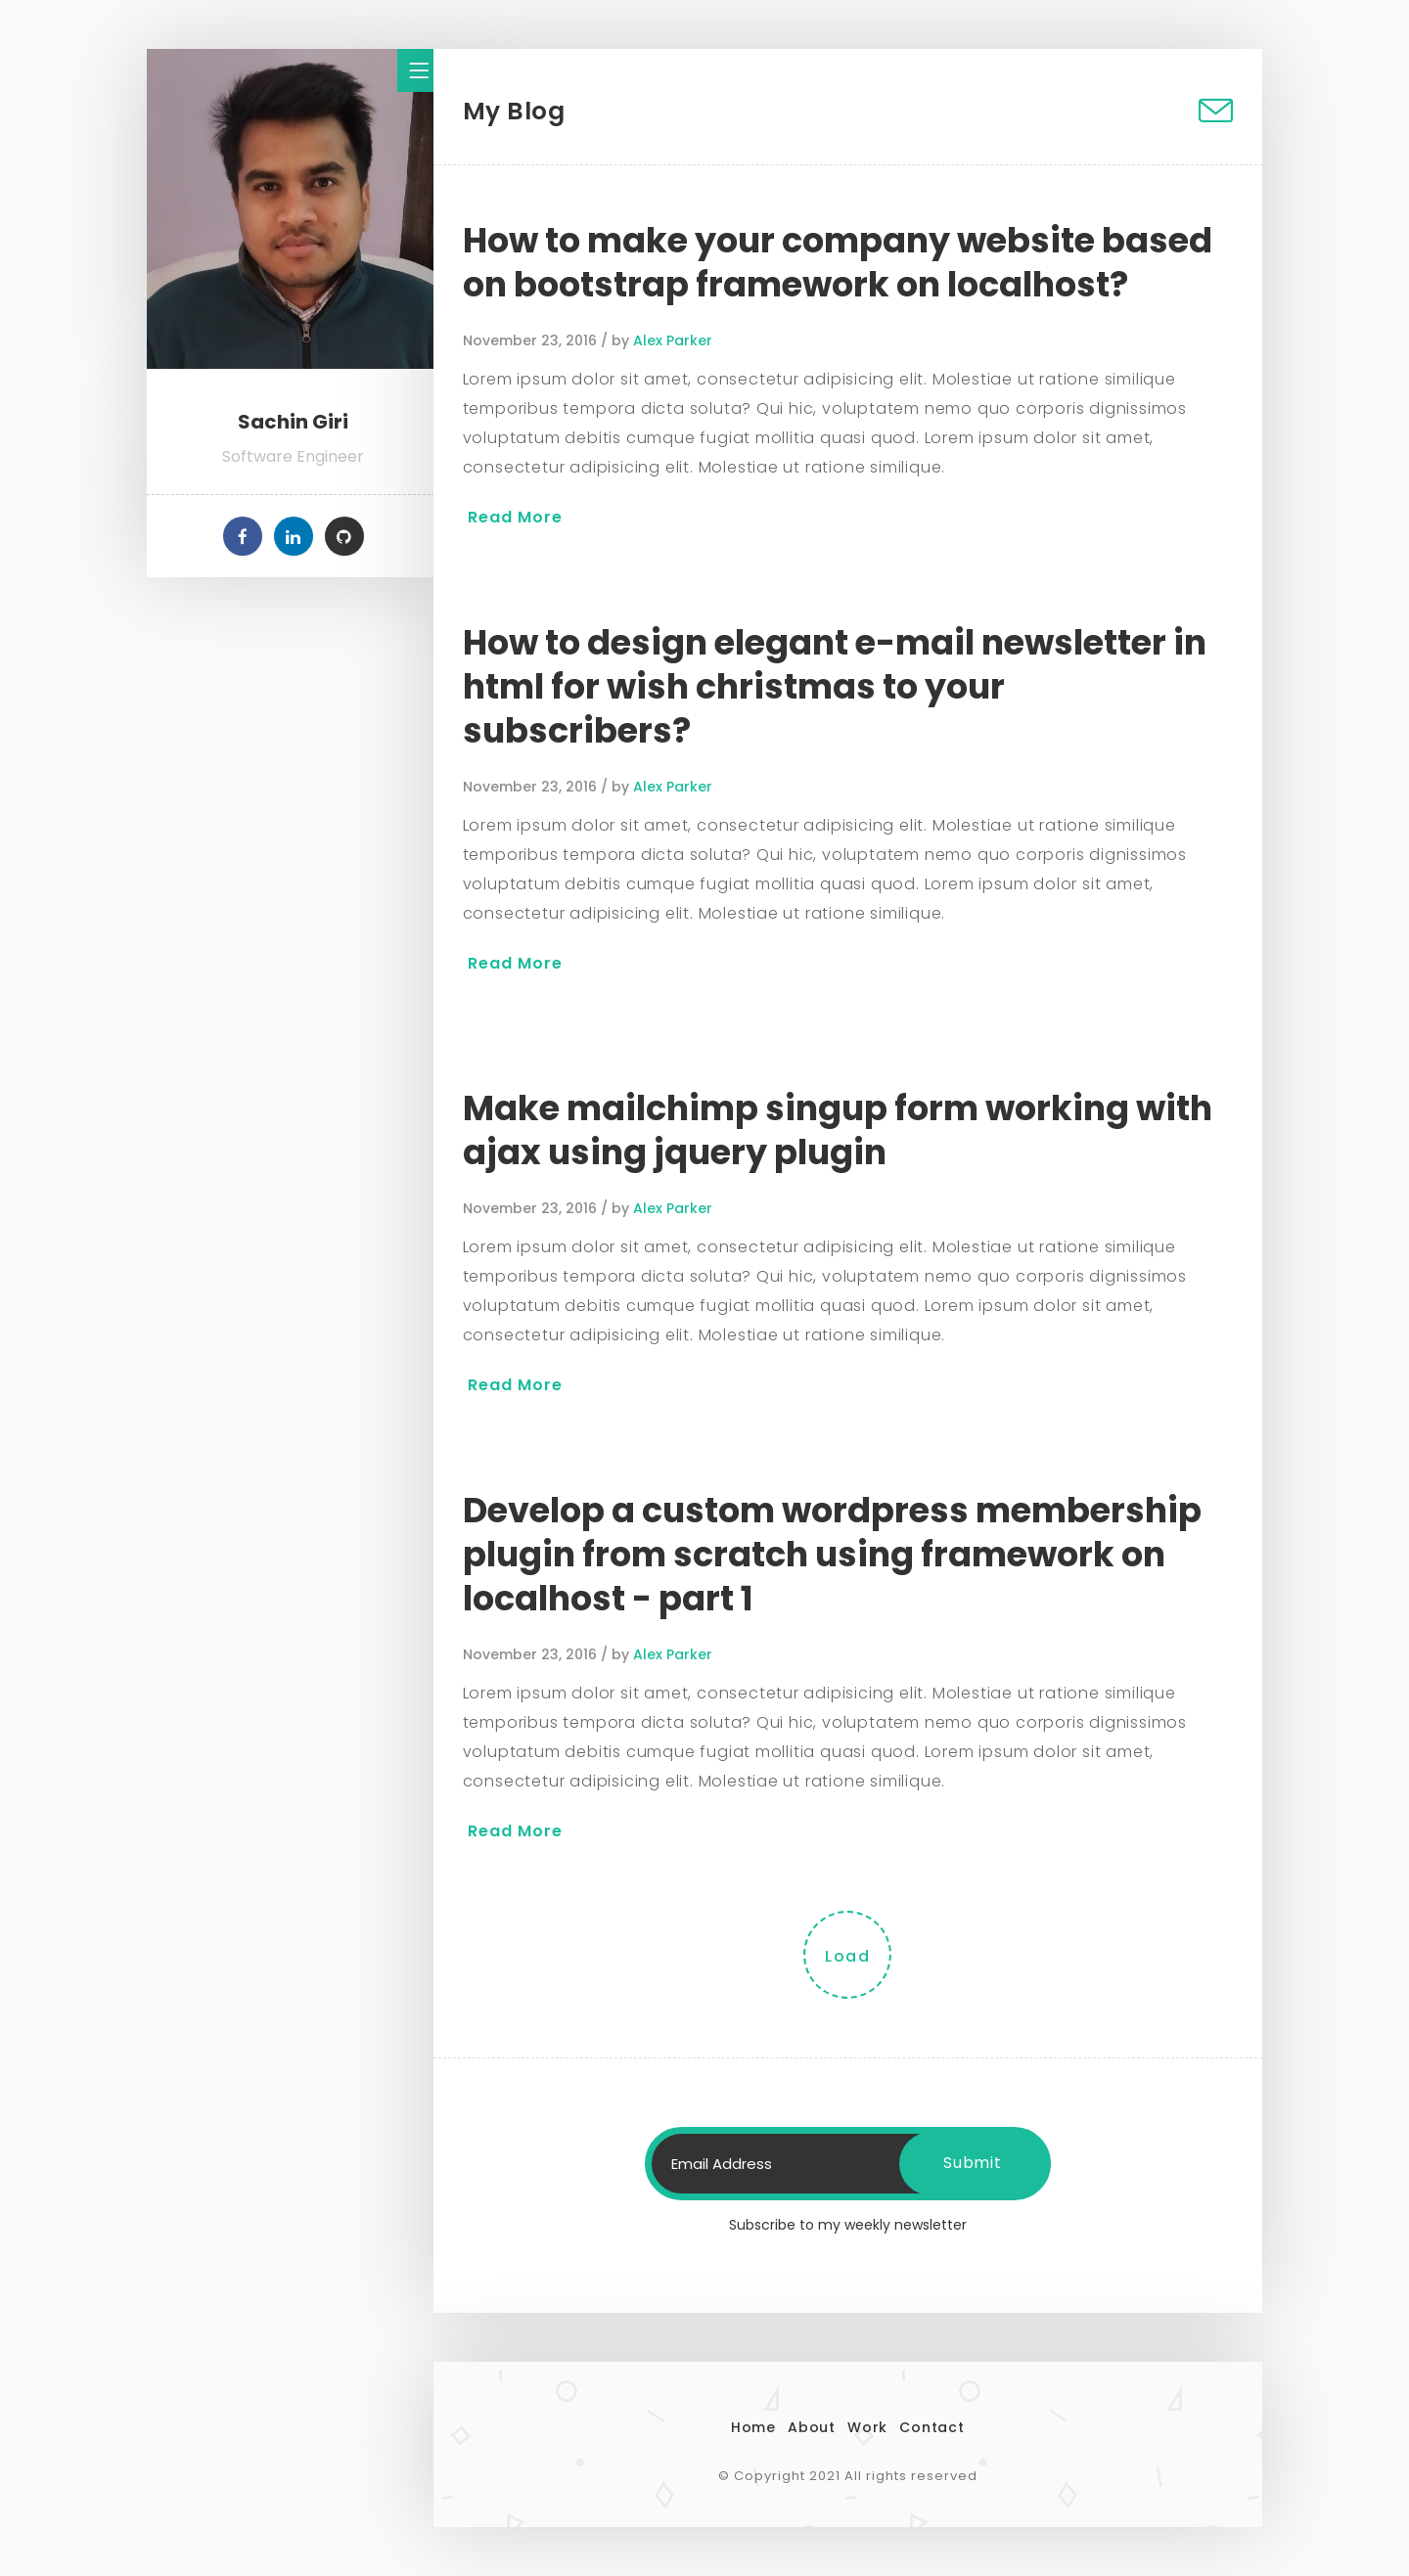 My Blog
How to make your company website based
on bootstrap framework on localhost?
November 23, 2016 / by Alex Parker
Lorem ipsum dolor sit amet, consectetur adipisicing elit. Molestiae ut ratione similique
temporibus tempora dicta soluta? Qui hic, voluptatem nemo quo corporis dignissimos
voluptatum debitis cumque fugiat mollitia quasi quod. Lorem ipsum dolor sit amet,
consectetur adipisicing elit. Molestiae ut ratione similique.
Read More
Sachin Giri
Software Engineer
How to design elegant e-mail newsletter in
html for wish christmas to your
subscribers?
November 23, 2016 / by Alex Parker
Lorem ipsum dolor sit amet, consectetur adipisicing elit. Molestiae ut ratione similique
temporibus tempora dicta soluta? Qui hic, voluptatem nemo quo corporis dignissimos
voluptatum debitis cumque fugiat mollitia quasi quod. Lorem ipsum dolor sit amet,
consectetur adipisicing elit. Molestiae ut ratione similique.
Read More
Make mailchimp singup form working with
ajax using jquery plugin
November 23, 2016 / by Alex Parker
Lorem ipsum dolor sit amet, consectetur adipisicing elit. Molestiae ut ratione similique
temporibus tempora dicta soluta? Qui hic, voluptatem nemo quo corporis dignissimos
voluptatum debitis cumque fugiat mollitia quasi quod. Lorem ipsum dolor sit amet,
consectetur adipisicing elit. Molestiae ut ratione similique.
Read More
Develop a custom wordpress membership
plugin from scratch using framework on
localhost - part 1
November 23, 2016 / by Alex Parker
Lorem ipsum dolor sit amet, consectetur adipisicing elit. Molestiae ut ratione similique
temporibus tempora dicta soluta? Qui hic, voluptatem nemo quo corporis dignissimos
voluptatum debitis cumque fugiat mollitia quasi quod. Lorem ipsum dolor sit amet,
consectetur adipisicing elit. Molestiae ut ratione similique.
Read More
Load
Email Address Submit
Subscribe to my weekly newsletter
Home About Work Contact
© Copyright 2021 All rights reserved